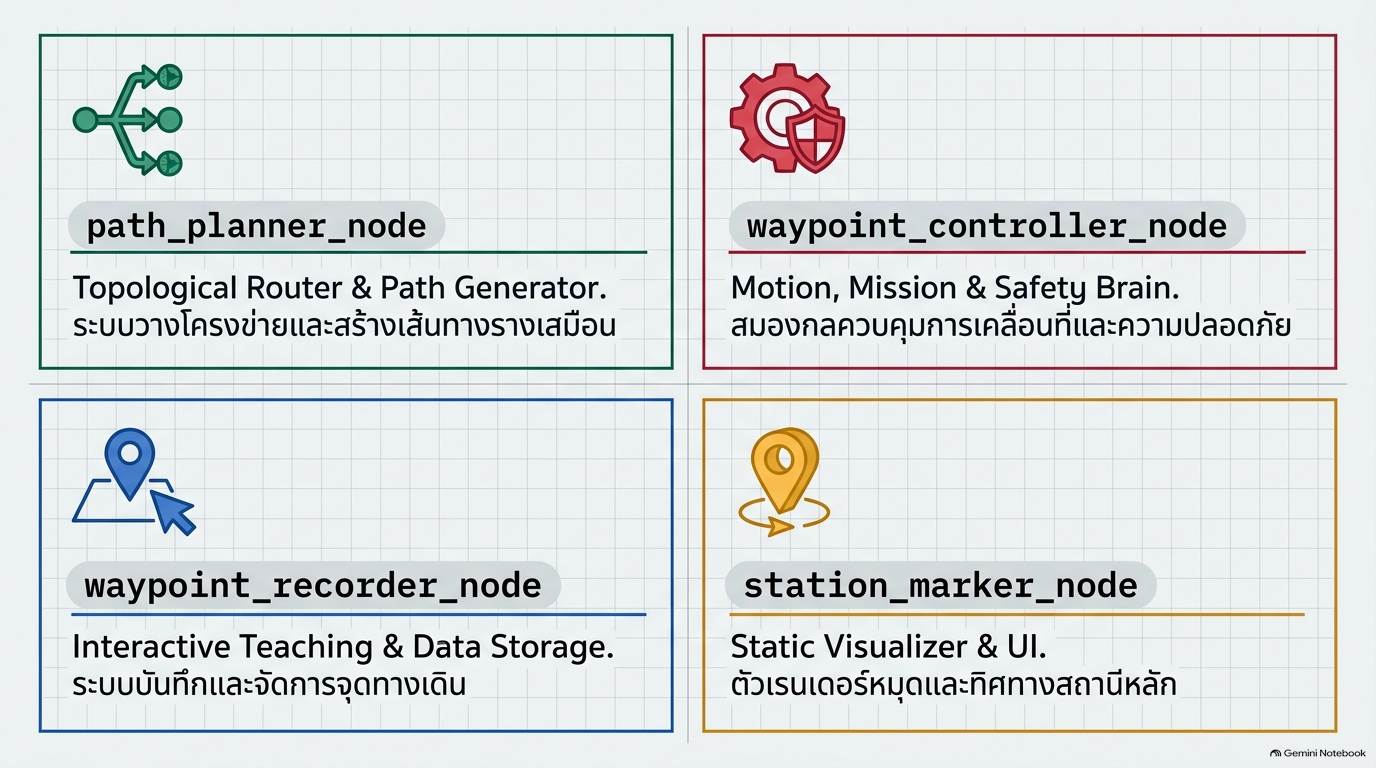 path_planner_node
Topological Router & Path Generator.
ระบบวางโครงข่ายและสร้างเส้นทางรางเสมือน
waypoint_controller_node
Motion, Mission & Safety Brain.
สมองกลควบคุมการเคลื่อนที่และความปลอดภัย
waypoint_recorder_node
Interactive Teaching & Data Storage.
ระบบบันทึกและจัดการจุดทางเดิน
station_marker_node
Static Visualizer & UI.
ตัวเรนเดอร์หมุดและทิศทางสถานีหลัก
Gemini Notebook